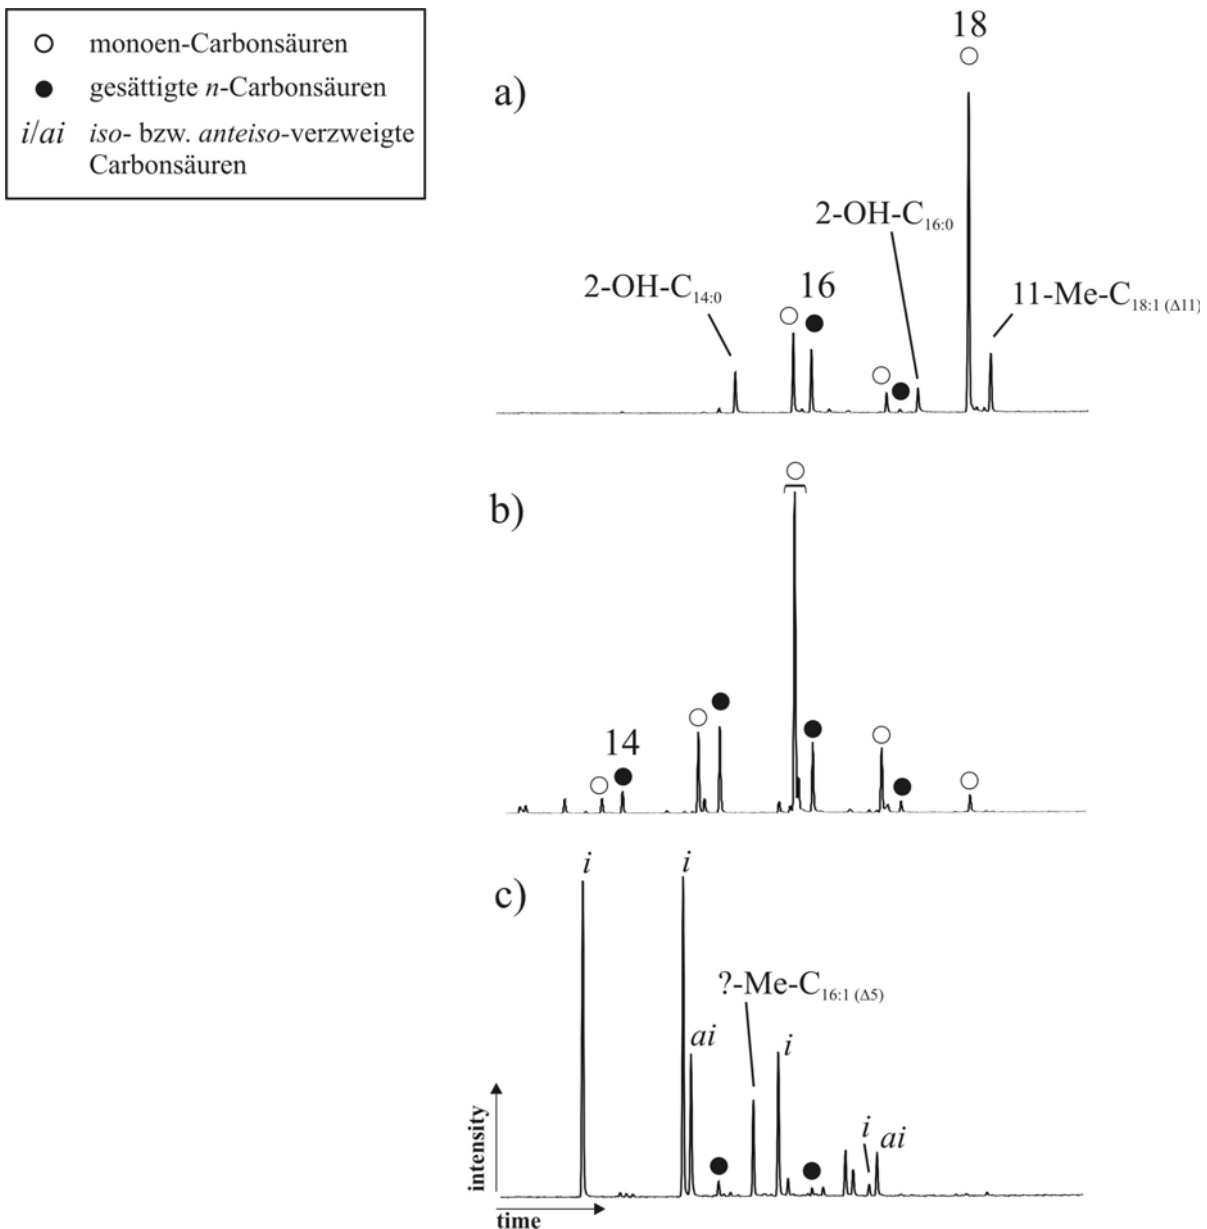 monoen-Carbonsäuren
gesättigte n-Carbonsäuren
i/ai iso- bzw. anteiso-verzweigte
Carbonsäuren
a)
18
2-OH-C16:0
2-OH-C14:0
16
11-Me-C18:1 (Δ11)
b)
14
c)
i
i
?-Me-C16:1 (Δ5)
ai
i
i
ai
intensity
time